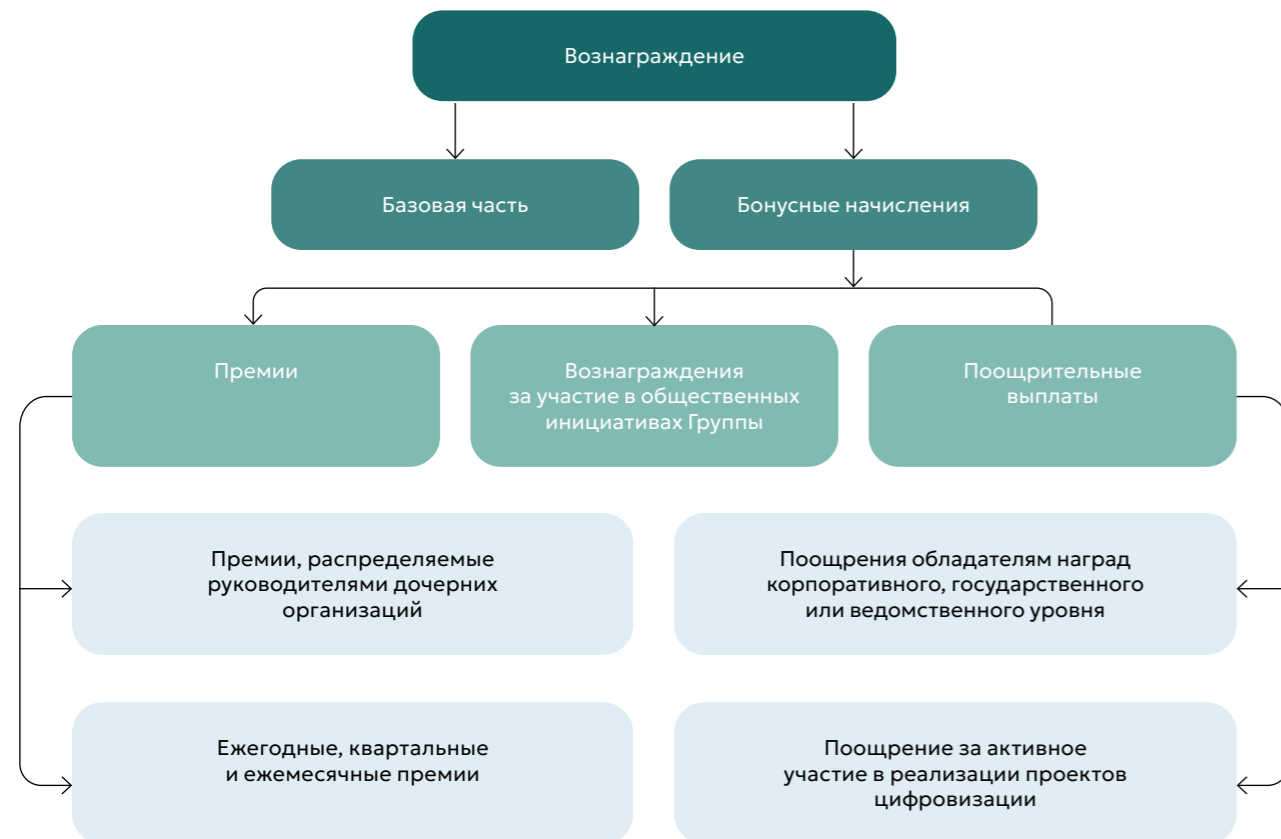 Вознаграждение
Базовая часть
Бонусные начисления
Премии
Вознаграждения
за участие в общественных
инициативах Группы
Поощрительные
выплаты
Премии, распределяемые
руководителями дочерних
организаций
Поощрения обладателям наград
корпоративного, государственного
или ведомственного уровня
Ежегодные, квартальные
и ежемесячные премии
Поощрение за активное
участие в реализации проектов
цифровизации